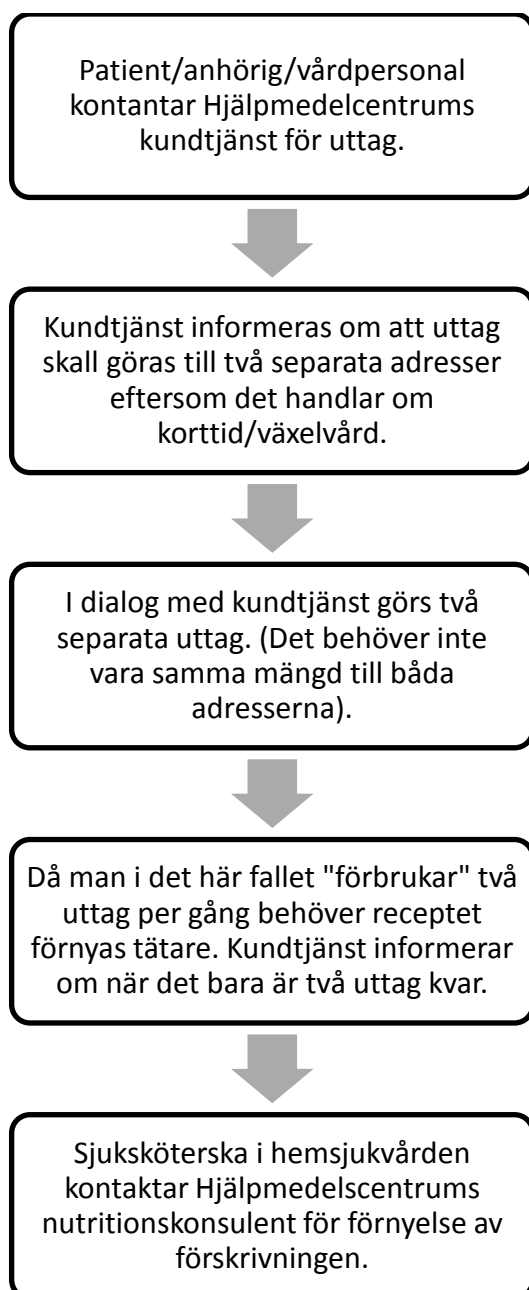 Patient/anhörig/vårdpersonal
kontantar Hjälpmedelcentrums
kundtjänst för uttag.
Kundtjänst informeras om att uttag
skall göras till två separata adresser
eftersom det handlar om
korttid/växelvård.
I dialog med kundtjänst görs två
separata uttag. (Det behöver inte
vara samma mängd till båda
adresserna).
Då man i det här fallet "förbrukar" två
uttag per gång behöver receptet
förnyas tätare. Kundtjänst informerar
om när det bara är två uttag kvar.
Sjuksköterska i hemsjukvården
kontaktar Hjälpmedelscentrums
nutritionskonsulent för förnyelse av
förskrivningen.